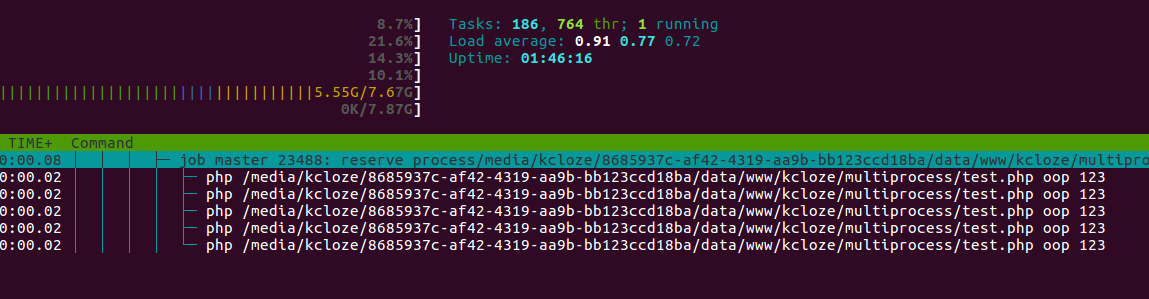 8.7%] Tasks: 186, 764 thr; 1 running
21.6%] Load average: 0.91 0.77 0.72
14.3%] Uptime: 01:46:16
10.1%]
||||||||||||||||||||||||||||||||||||5.55G/7.67G]
0K/7.87G]
TIME+ Command
0:00.08 │ │ │ ├─ job master 23488: reserve process/media/kcloze/8685937c-af42-4319-aa9b-bb123ccd18ba/data/www/kcloze/multipro
0:00.02 │ │ │ │ ├─ php /media/kcloze/8685937c-af42-4319-aa9b-bb123ccd18ba/data/www/kcloze/multiprocess/test.php oop 123
0:00.02 │ │ │ │ ├─ php /media/kcloze/8685937c-af42-4319-aa9b-bb123ccd18ba/data/www/kcloze/multiprocess/test.php oop 123
0:00.02 │ │ │ │ ├─ php /media/kcloze/8685937c-af42-4319-aa9b-bb123ccd18ba/data/www/kcloze/multiprocess/test.php oop 123
0:00.02 │ │ │ │ ├─ php /media/kcloze/8685937c-af42-4319-aa9b-bb123ccd18ba/data/www/kcloze/multiprocess/test.php oop 123
0:00.02 │ │ │ │ └─ php /media/kcloze/8685937c-af42-4319-aa9b-bb123ccd18ba/data/www/kcloze/multiprocess/test.php oop 123